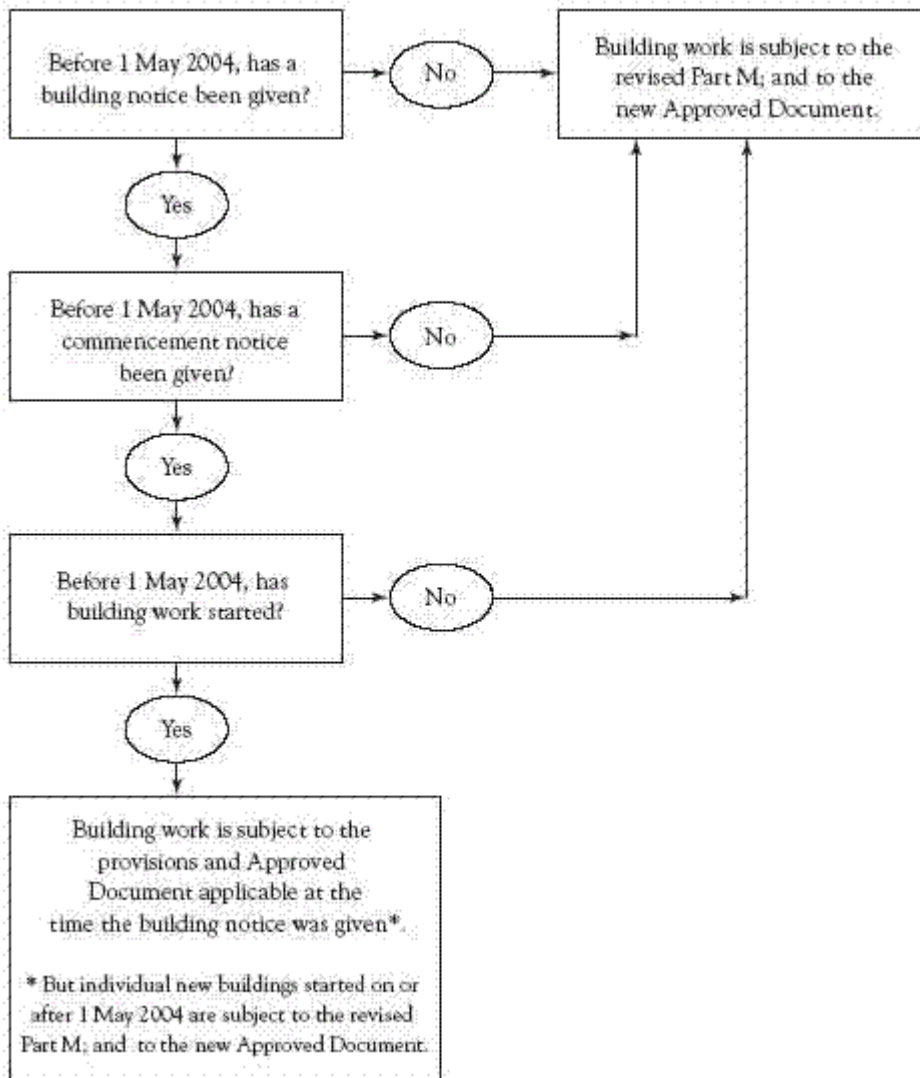 Before 1 May 2004, has a
building notice been given?
No
Building work is subject to the
revised Part M; and to the
new Approved Document.
Yes
Before 1 May 2004, has a
commencement notice
been given?
No
Yes
Before 1 May 2004, has
building work started?
No
Yes
Building work is subject to the
provisions and Approved
Document applicable at the
time the building notice was given*.
* But individual new buildings started on or
after 1 May 2004 are subject to the revised
Part M; and to the new Approved Document.